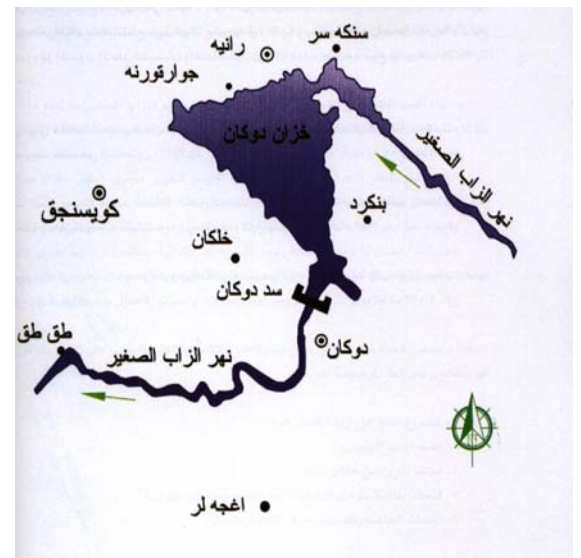 سنكه سر
رانيه
جوارقورنه
خزان دوكان
نهر الزاب الصغير
بنكرد
كويسنجق
خلكان
سد دوكان
دوكان
طق طق
نهر الزاب الصغير
اغجه لر